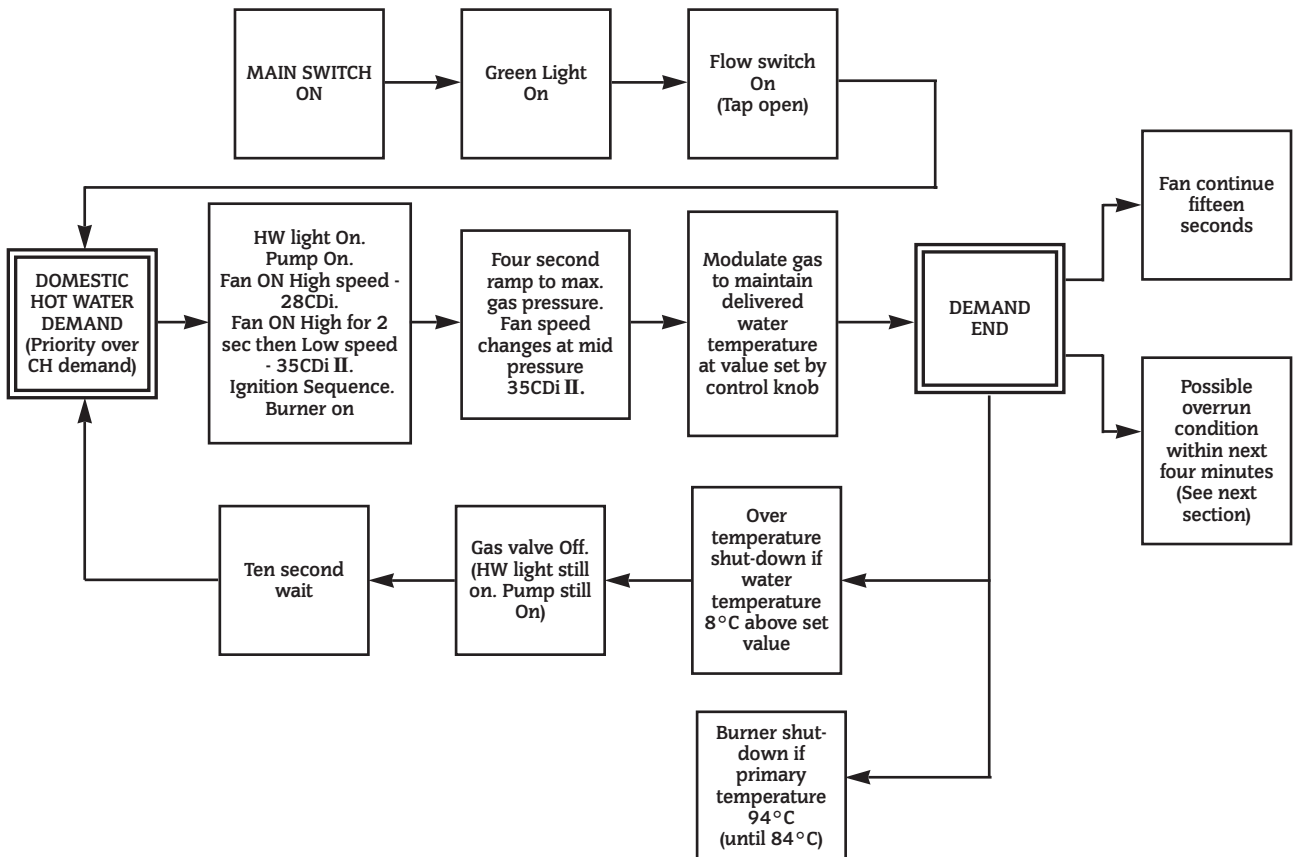 MAIN SWITCH
ON
Green Light
On
Flow switch
On
(Tap open)
DOMESTIC
HOT WATER
DEMAND
(Priority over
CH demand)
HW light On.
Pump On.
Fan ON High speed -
28CDi.
Fan ON High for 2
sec then Low speed
- 35CDi II.
Ignition Sequence.
Burner on
Four second
ramp to max.
gas pressure.
Fan speed
changes at mid
pressure
35CDi II.
Modulate gas
to maintain
delivered
water
temperature
at value set by
control knob
DEMAND
END
Fan continue
fifteen
seconds
Possible
overrun
condition
within next
four minutes
(See next
section)
Over
temperature
shut-down if
water
temperature
8°C above set
value
Gas valve Off.
(HW light still
on. Pump still
On)
Ten second
wait
Burner shut-
down if
primary
temperature
94°C
(until 84°C)